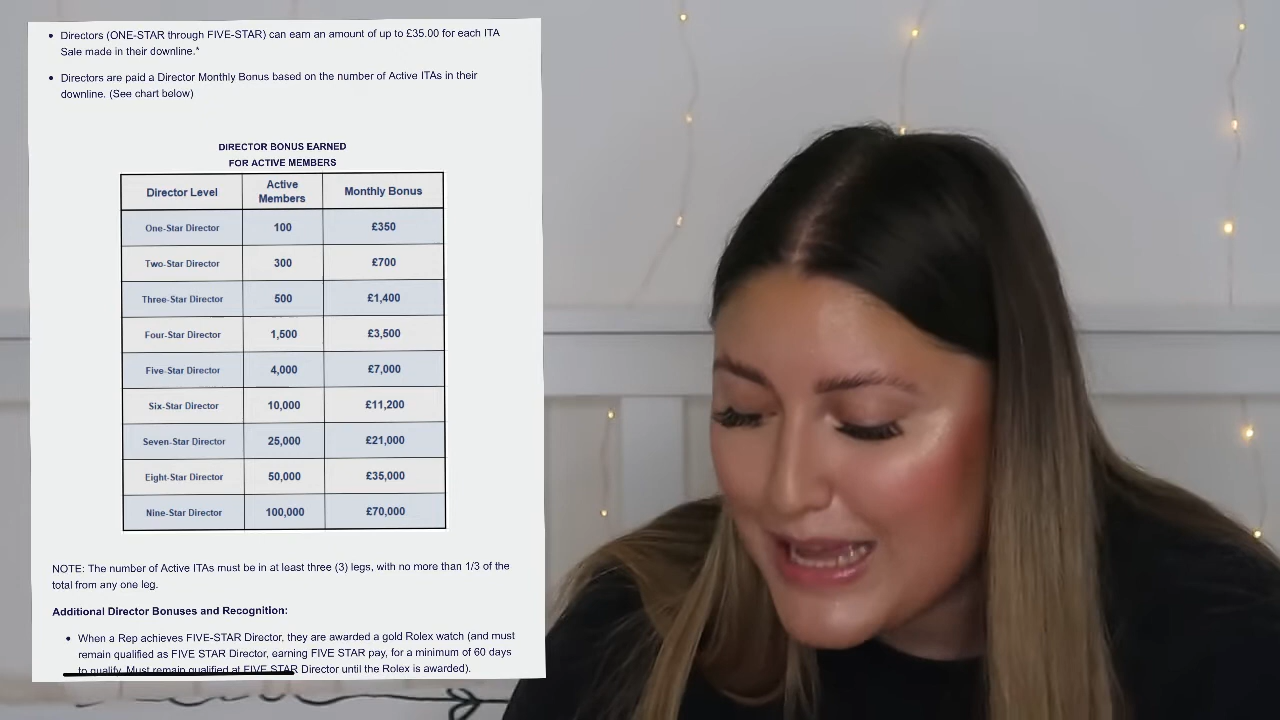 • Directors (ONE-STAR through FIVE-STAR) can earn an amount of up to £35.00 for each ITA
Sale made in their downline.*
• Directors are paid a Director Monthly Bonus based on the number of Active ITAs in their
downline. (See chart below)
DIRECTOR BONUS EARNED
FOR ACTIVE MEMBERS
Director Level Active Members Monthly Bonus
One-Star Director 100 £350
Two-Star Director 300 £700
Three-Star Director 500 £1,400
Four-Star Director 1,500 £3,500
Five-Star Director 4,000 £7,000
Six-Star Director 10,000 £11,200
Seven-Star Director 25,000 £21,000
Eight-Star Director 50,000 £35,000
Nine-Star Director 100,000 £70,000
NOTE: The number of Active ITAs must be in at least three (3) legs, with no more than 1/3 of the
total from any one leg.
Additional Director Bonuses and Recognition:
• When a Rep achieves FIVE-STAR Director, they are awarded a gold Rolex watch (and must
remain qualified as FIVE STAR Director, earning FIVE STAR pay, for a minimum of 60 days
to qualify. Must remain qualified at FIVE STAR Director until the Rolex is awarded).